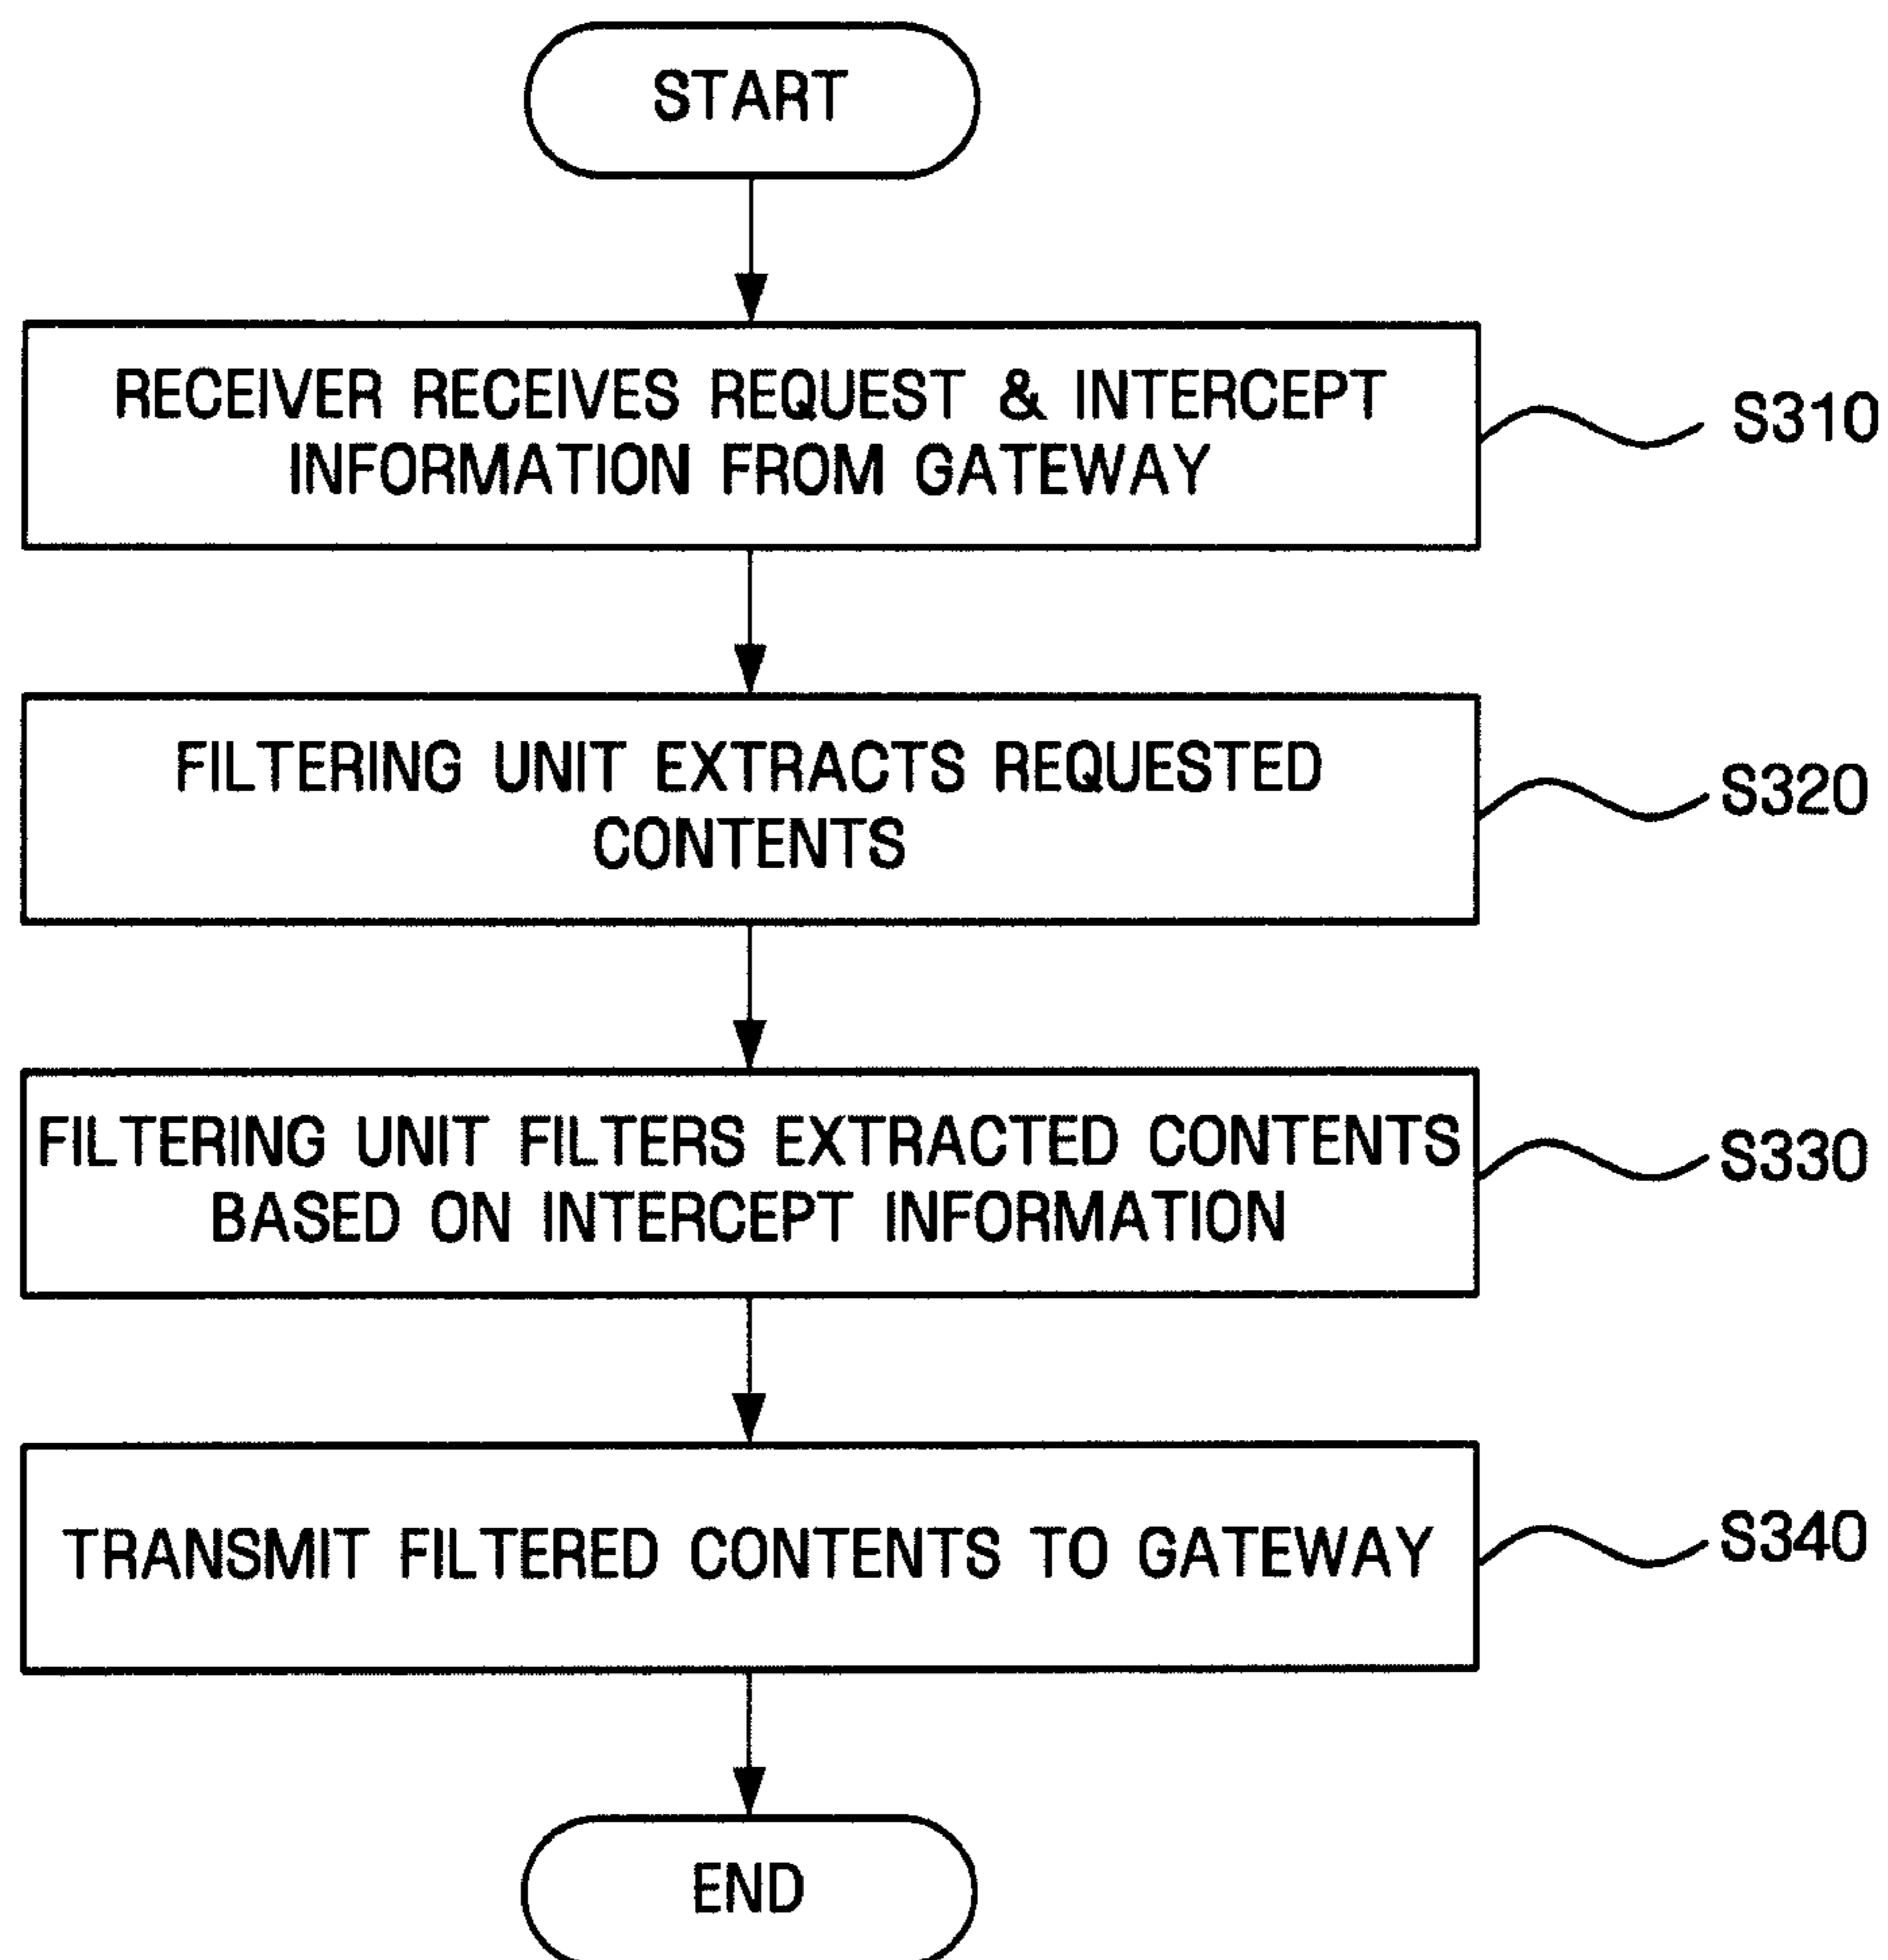 START
RECEIVER RECEIVES REQUEST & INTERCEPT
INFORMATION FROM GATEWAY
S310
FILTERING UNIT EXTRACTS REQUESTED
CONTENTS
S320
FILTERING UNIT FILTERS EXTRACTED CONTENTS
BASED ON INTERCEPT INFORMATION
S330
TRANSMIT FILTERED CONTENTS TO GATEWAY
S340
END